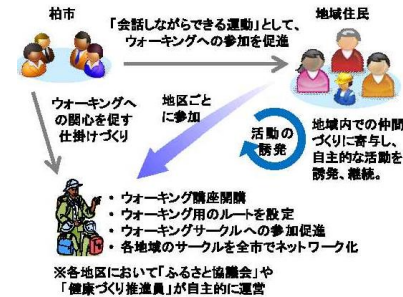 柏市
「会話しながらできる運動」として、
ウォーキングへの参加を促進
地域住民
ウォーキングへ
の関心を促す
仕掛けづくり
地区ごと
に参加
活動の
誘発
地域内での仲間
づくりに寄与し、
自主的な活動を
誘発、継続。
・ウォーキング講座開講
・ウォーキング用のルートを設定
・ウォーキングサークルへの参加促進
・各地域のサークルを全市でネットワーク化
※各地区において「ふるさと協議会」や
「健康づくり推進員」が自主的に運営